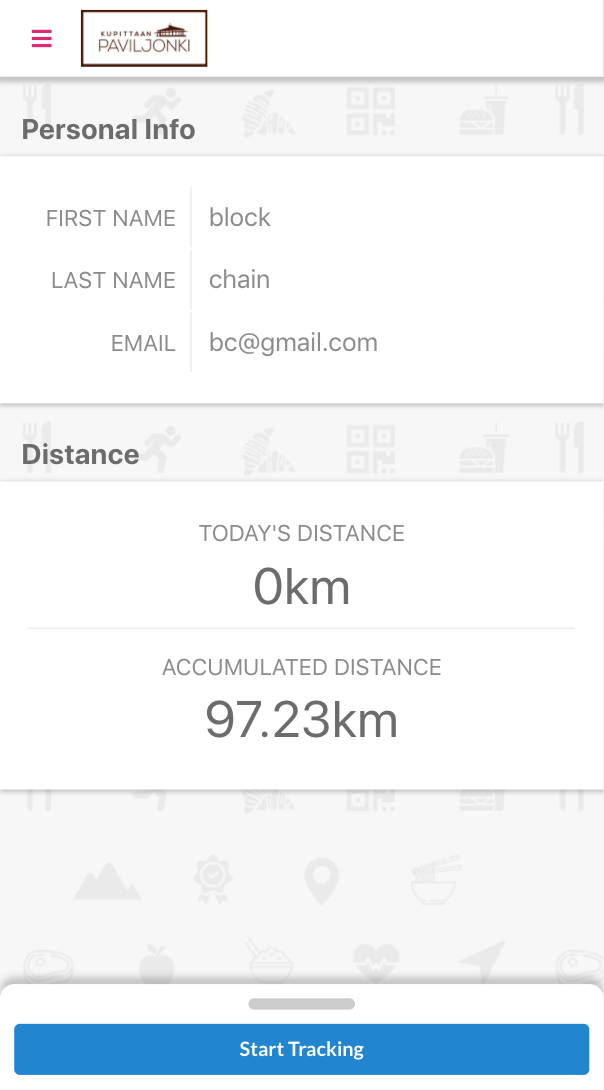 KUPITTAAN
PAVILJONKI
Personal Info
FIRST NAME block
LAST NAME chain
EMAIL bc@gmail.com
Distance
TODAY'S DISTANCE
0km
ACCUMULATED DISTANCE
97.23km
Start Tracking